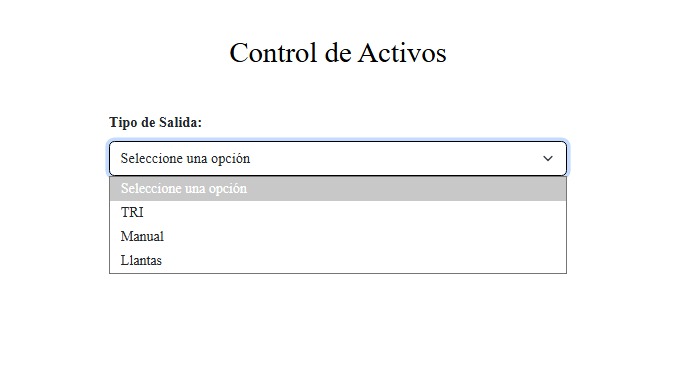 Control de Activos
Tipo de Salida:
Seleccione una opción
Seleccione una opción
TRI
Manual
Llantas